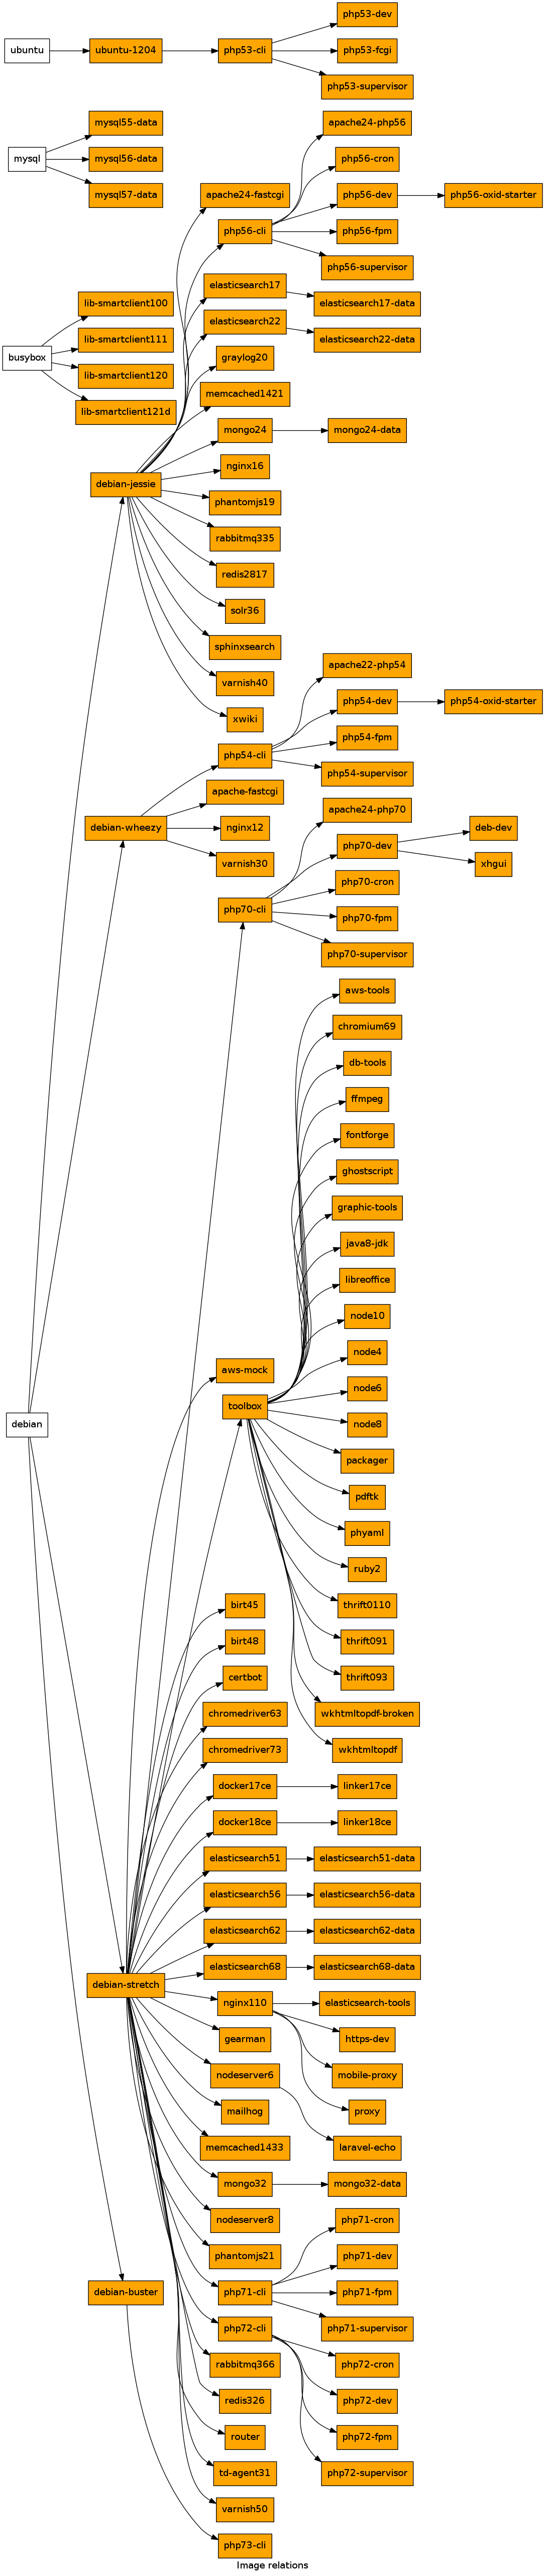 php53-dev
ubuntu
ubuntu-1204
php53-cli
php53-fcgi
php53-supervisor
mysql55-data
apache24-php56
mysql
mysql56-data
php56-cron
mysql57-data
apache24-fastcgi
php56-dev
php56-oxid-starter
php56-cli
php56-fpm
php56-supervisor
elasticsearch17
lib-smartclient100
elasticsearch17-data
elasticsearch22
lib-smartclient111
elasticsearch22-data
busybox
graylog20
lib-smartclient120
memcached1421
lib-smartclient121d
mongo24
mongo24-data
nginx16
debian-jessie
phantomjs19
rabbitmq335
redis2817
solr36
sphinxsearch
apache22-php54
varnish40
php54-dev
php54-oxid-starter
xwiki
php54-fpm
php54-cli
php54-supervisor
apache-fastcgi
apache24-php70
debian-wheezy
nginx12
deb-dev
php70-dev
varnish30
xhgui
php70-cron
php70-cli
php70-fpm
php70-supervisor
aws-tools
chromium69
db-tools
ffmpeg
fontforge
ghostscript
graphic-tools
java8-jdk
libreoffice
node10
node4
aws-mock
node6
toolbox
debian
node8
packager
pdftk
phyaml
ruby2
birt45
thrift0110
birt48
thrift091
certbot
thrift093
chromedriver63
wkhtmltopdf-broken
chromedriver73
wkhtmltopdf
docker17ce
linker17ce
docker18ce
linker18ce
elasticsearch51
elasticsearch51-data
elasticsearch56
elasticsearch56-data
elasticsearch62
elasticsearch62-data
elasticsearch68
elasticsearch68-data
debian-stretch
nginx110
elasticsearch-tools
gearman
https-dev
nodeserver6
mobile-proxy
mailhog
proxy
memcached1433
laravel-echo
mongo32
mongo32-data
nodeserver8
php71-cron
phantomjs21
php71-dev
debian-buster
php71-cli
php71-fpm
php72-cli
php71-supervisor
rabbitmq366
php72-cron
redis326
php72-dev
router
php72-fpm
td-agent31
php72-supervisor
varnish50
php73-cli
Image relations